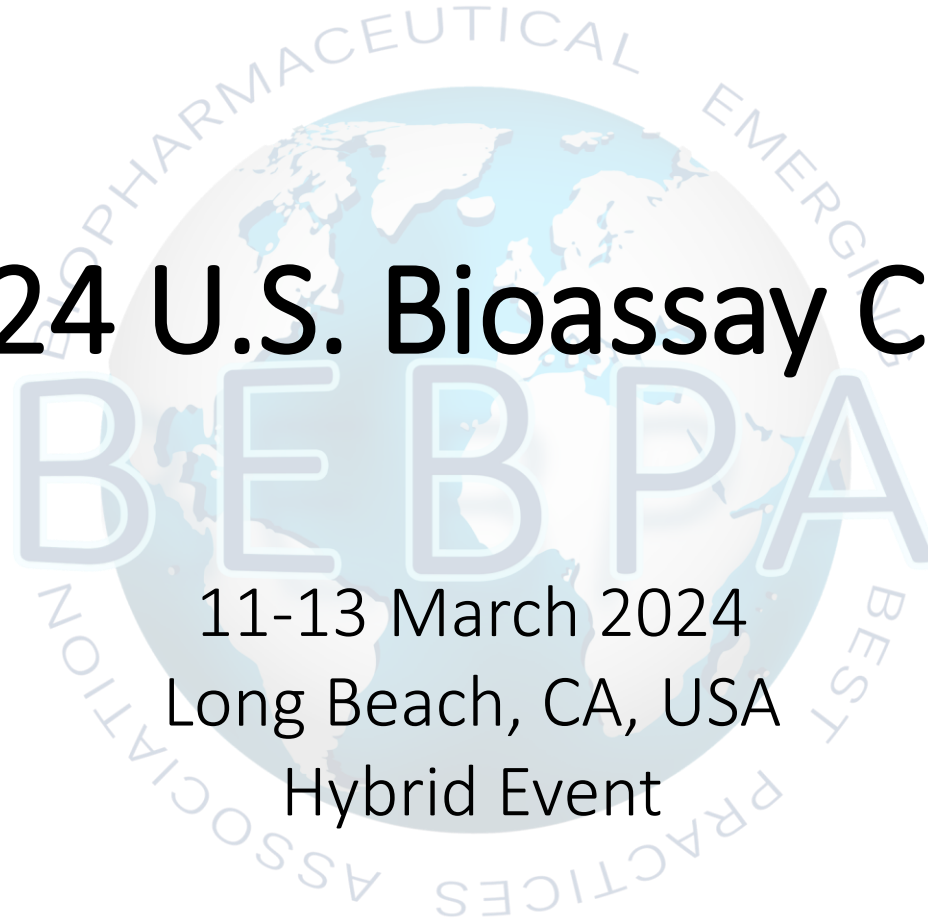 BIOPHARMACEUTICAL EMERGING
24 U.S. Bioassay C
BEBPA
11-13 March 2024
Long Beach, CA, USA
Hybrid Event
BEST PRACTICES ASSOCIATION